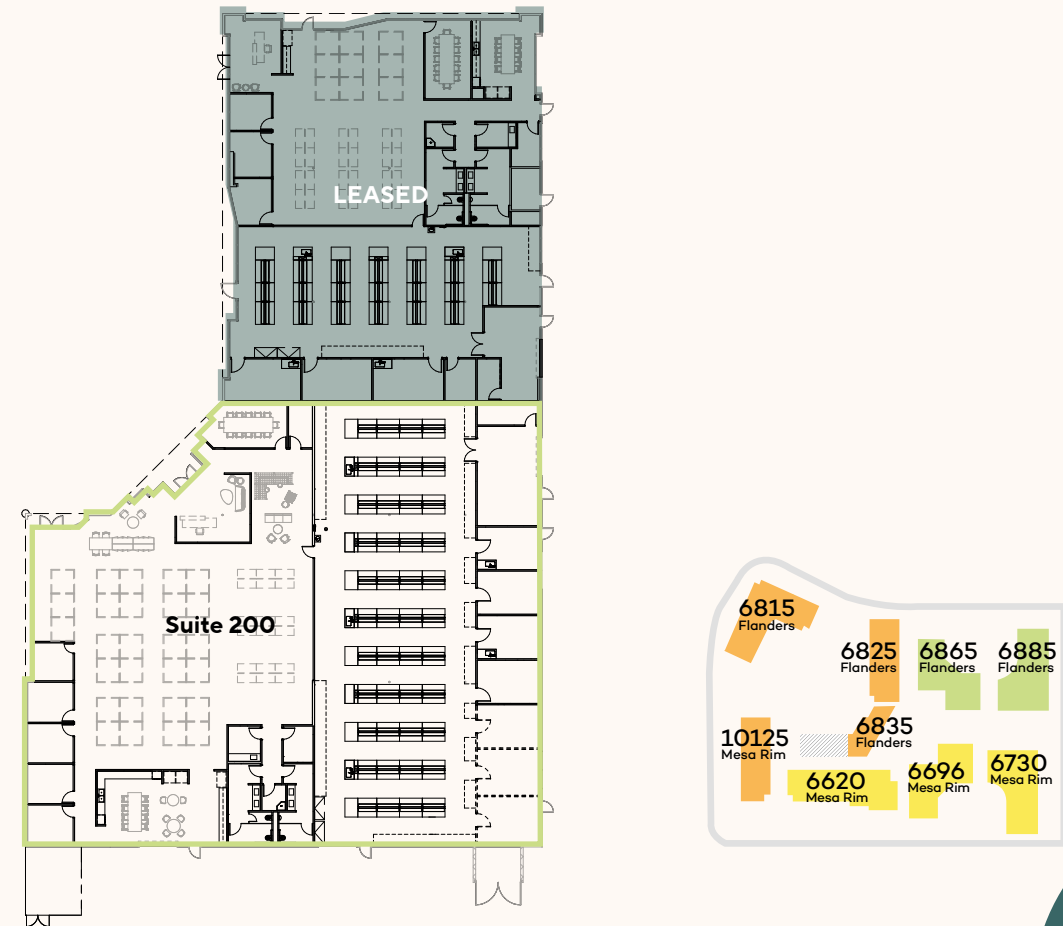 LEASED
Suite 200
6815
Flanders
6825
Flanders
6865
Flanders
6885
Flanders
10125
Mesa Rim
6835
Flanders
6620
Mesa Rim
6696
Mesa Rim
6730
Mesa Rim